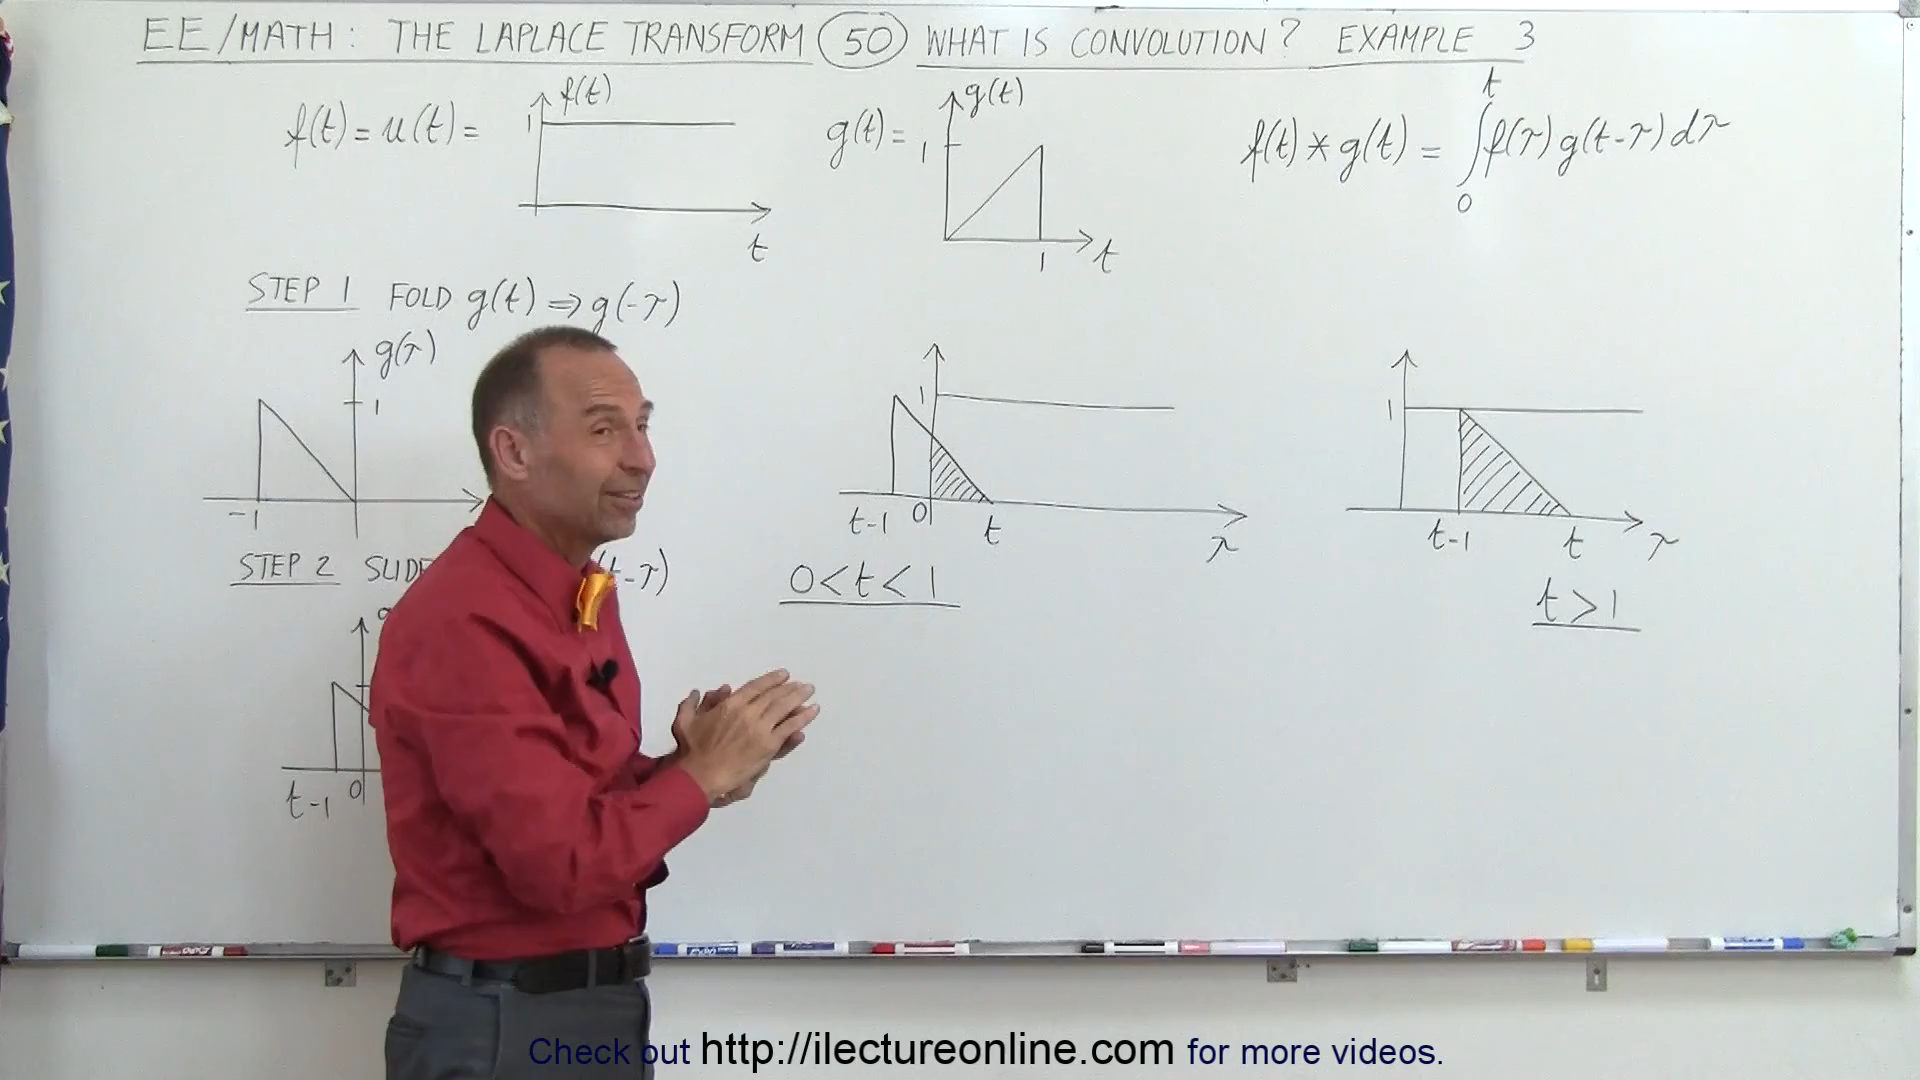 EE/MATH: THE LAPLACE TRANSFORM 50 WHAT IS CONVOLUTION? EXAMPLE 3
f(t) = u(t) =
f(t)
1
t
g(t) =
g(t)
1
1
t
f(t) * g(t) = ∫₀ᵗ f(τ) g(t-τ) dτ
STEP 1 FOLD g(t) ⇒ g(-τ)
g(τ)
1
-1
1
t-1 0 t τ
0 < t < 1
1
t-1 t τ
t > 1
STEP 2 SLIDE (t-τ)
t-1 0
Check out http://ilectureonline.com for more videos.